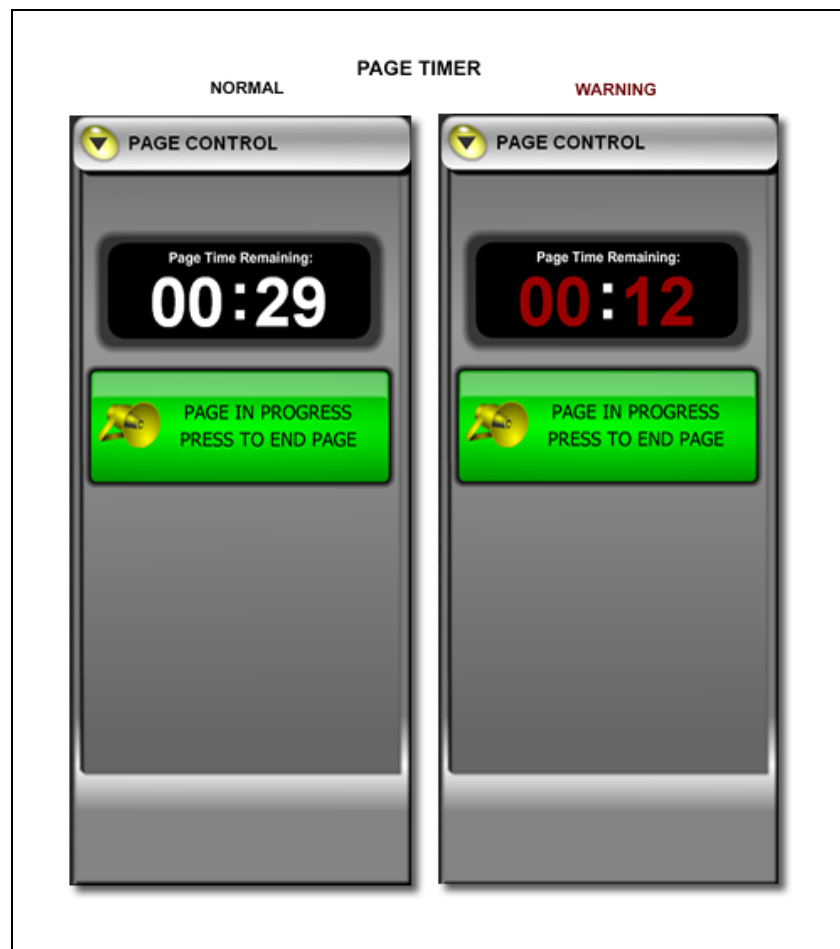 PAGE TIMER
NORMAL
WARNING
PAGE CONTROL
Page Time Remaining:
00:29
PAGE IN PROGRESS
PRESS TO END PAGE
PAGE CONTROL
Page Time Remaining:
00:12
PAGE IN PROGRESS
PRESS TO END PAGE